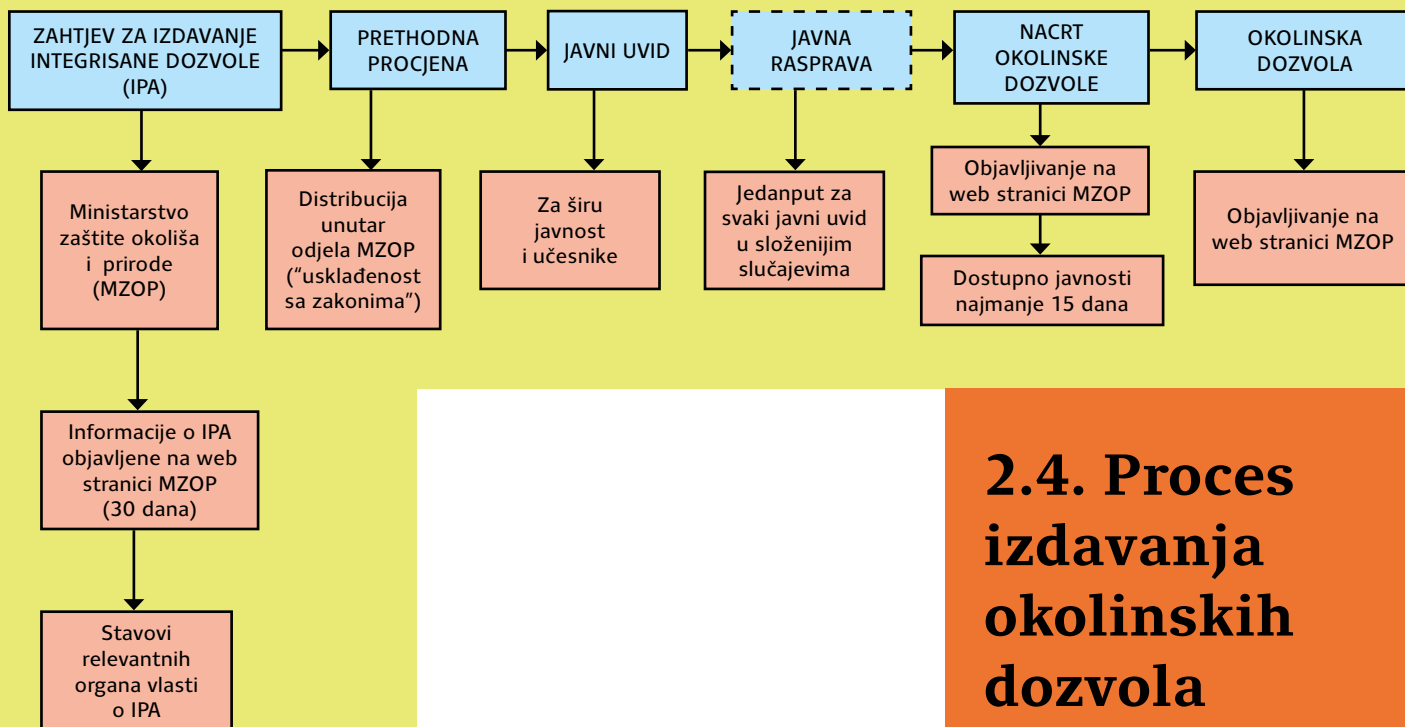 ZAHTJEV ZA IZDAVANJE
INTEGRISANE DOZVOLE
(IPA)
PRETHODNA
PROCJENA
JAVNI UVID
JAVNA
RASPRAVA
NACRT
OKOLINSKE
DOZVOLE
OKOLINSKA
DOZVOLA
Ministarstvo
zaštite okoliša
i prirode
(MZOP)
Distribucija
unutar
odjela MZOP
(“usklađenost
sa zakonima”)
Za širu
javnost
i učesnike
Jedanput za
svaki javni uvid
u složenijim
slučajevima
Objavljivanje na
web stranici MZOP
Dostupno javnosti
najmanje 15 dana
Objavljivanje na
web stranici MZOP
Informacije o IPA
objavljene na web
stranici MZOP
(30 dana)
Stavovi
relevantnih
organa vlasti
o IPA
2.4. Proces
izdavanja
okolinskih
dozvola